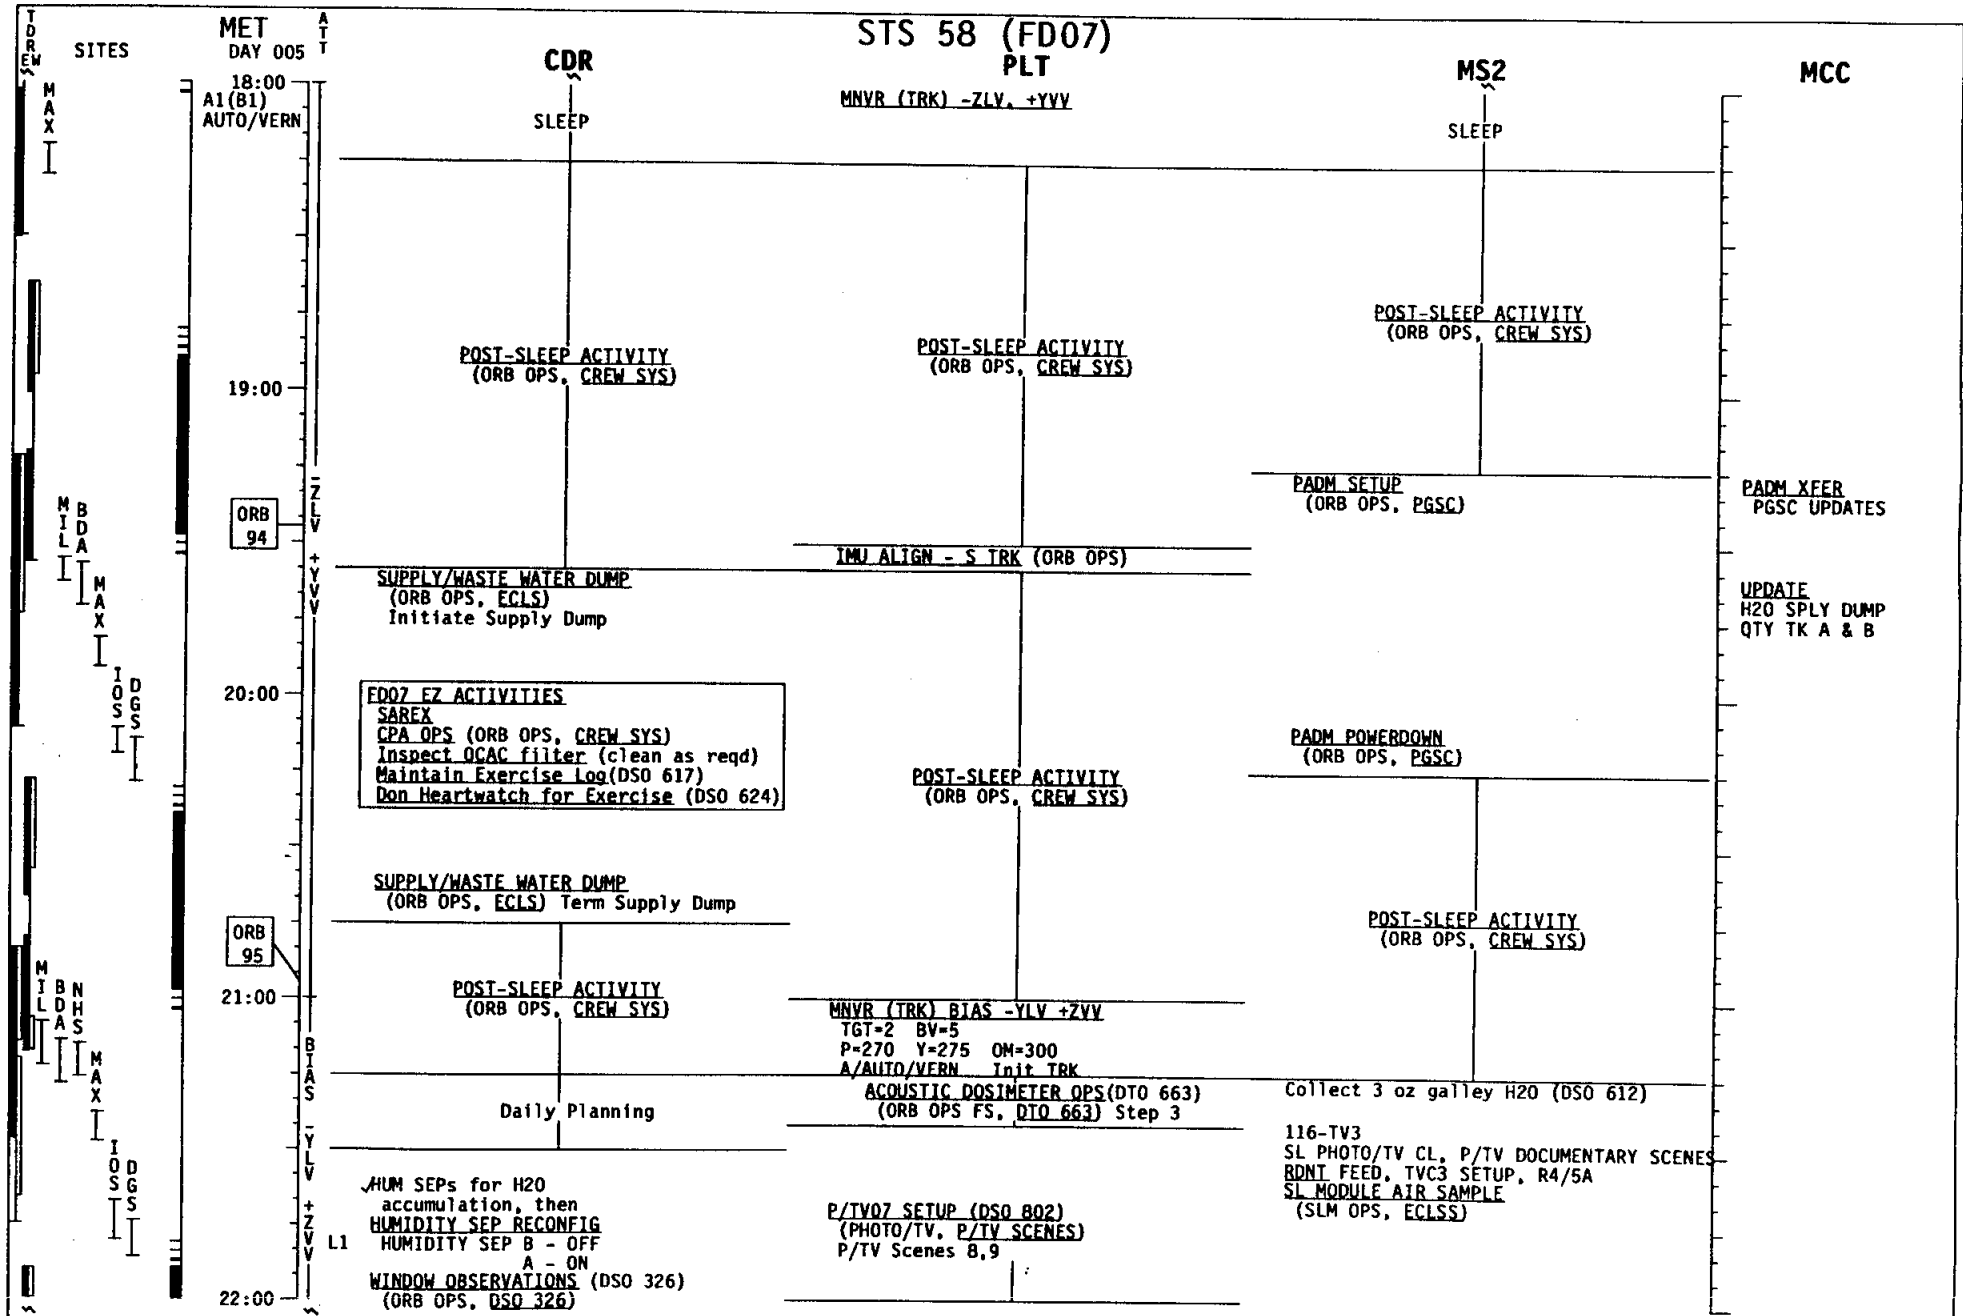 STS 58 (FD07)
TDRS EW
SITES
MET
DAY 005
ATT
CDR
PLT
MS2
MCC
18:00
A1(B1)
AUTO/VERN
MAX
SLEEP
MNVR (TRK) -ZLV, +YVV
SLEEP
POST-SLEEP ACTIVITY
(ORB OPS, CREW SYS)
POST-SLEEP ACTIVITY
(ORB OPS, CREW SYS)
POST-SLEEP ACTIVITY
(ORB OPS, CREW SYS)
19:00
-ZLV +YVV
ORB
94
MIL
BDA
MAX
IOS
DGS
PADM SETUP
(ORB OPS, PGSC)
PADM XFER
PGSC UPDATES
IMU ALIGN - S TRK (ORB OPS)
SUPPLY/WASTE WATER DUMP
(ORB OPS, ECLS)
Initiate Supply Dump
UPDATE
H2O SPLY DUMP
QTY TK A & B
20:00
FD07 EZ ACTIVITIES
SAREX
CPA OPS (ORB OPS, CREW SYS)
Inspect OCAC filter (clean as reqd)
Maintain Exercise Log(DSO 617)
Don Heartwatch for Exercise (DSO 624)
POST-SLEEP ACTIVITY
(ORB OPS, CREW SYS)
PADM POWERDOWN
(ORB OPS, PGSC)
SUPPLY/WASTE WATER DUMP
(ORB OPS, ECLS) Term Supply Dump
ORB
95
POST-SLEEP ACTIVITY
(ORB OPS, CREW SYS)
MIL
BDA
NHS
MAX
IOS
DGS
21:00
POST-SLEEP ACTIVITY
(ORB OPS, CREW SYS)
BIAS -YLV +ZVV
MNVR (TRK) BIAS -YLV +ZVV
TGT=2 BV=5
P=270 Y=275 OM=300
A/AUTO/VERN Init TRK
Daily Planning
ACOUSTIC DOSIMETER OPS(DTO 663)
(ORB OPS FS, DTO 663) Step 3
Collect 3 oz galley H2O (DSO 612)
116-TV3
SL PHOTO/TV CL, P/TV DOCUMENTARY SCENES
RDNT FEED, TVC3 SETUP, R4/5A
SL MODULE AIR SAMPLE
(SLM OPS, ECLSS)
✓HUM SEPs for H2O
accumulation, then
HUMIDITY SEP RECONFIG
L1 HUMIDITY SEP B - OFF
A - ON
WINDOW OBSERVATIONS (DSO 326)
(ORB OPS, DSO 326)
P/TV07 SETUP (DSO 802)
(PHOTO/TV, P/TV SCENES)
P/TV Scenes 8,9
22:00